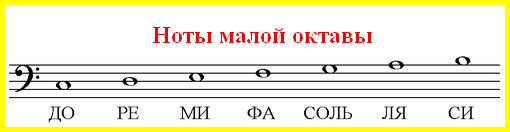 Ноты малой октавы
ДО РЕ МИ ФА СОЛЬ ЛЯ СИ